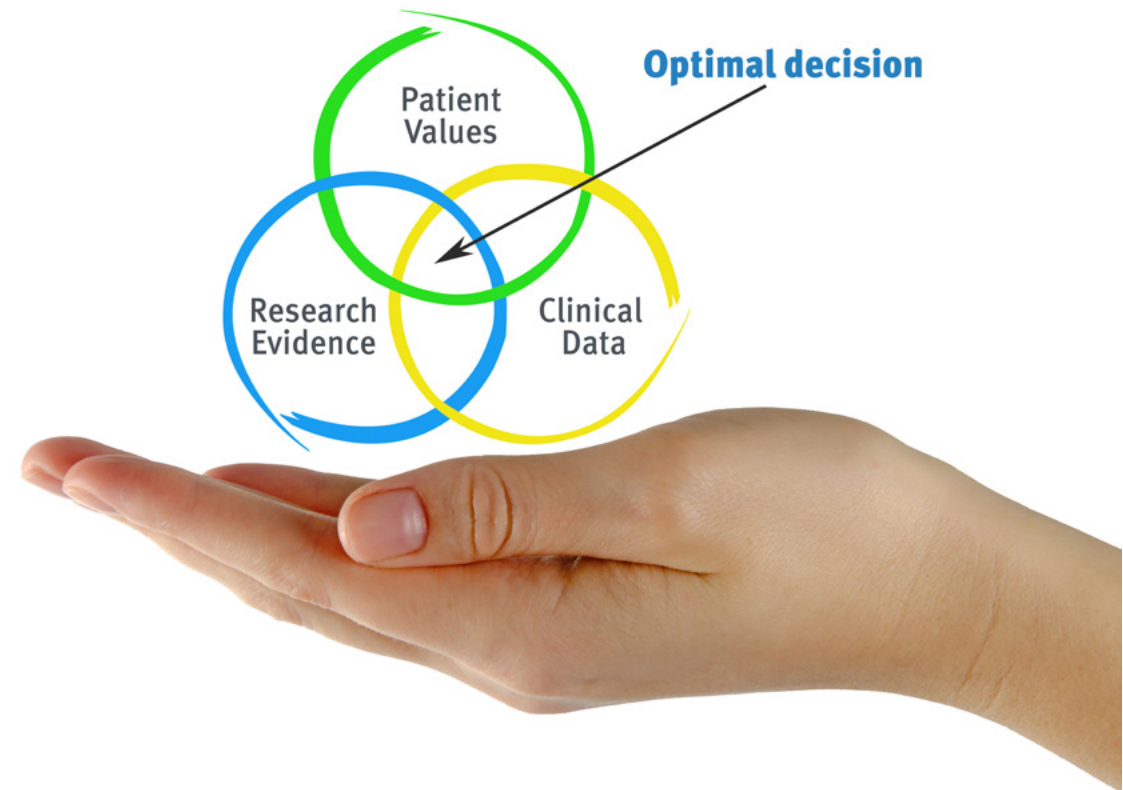 Optimal decision
Patient
Values
Research
Evidence
Clinical
Data